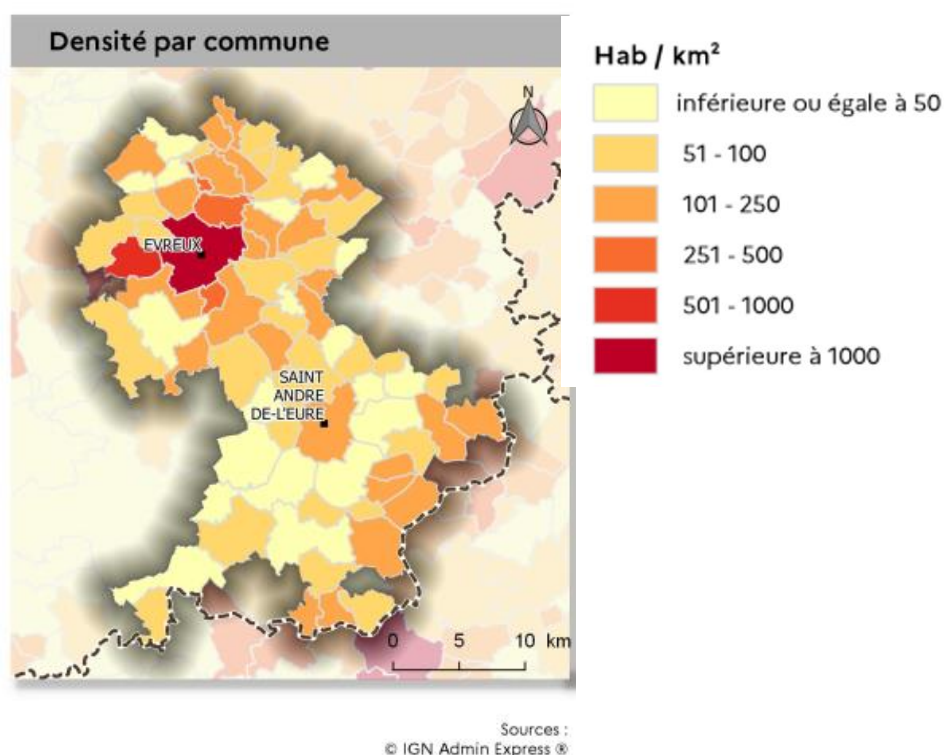 Densité par commune
N
EVREUX
SAINT
ANDRE
DE-L'EURE
0 5 10 km
Hab / km²
inférieure ou égale à 50
51 - 100
101 - 250
251 - 500
501 - 1000
supérieure à 1000
Sources :
© IGN Admin Express ®